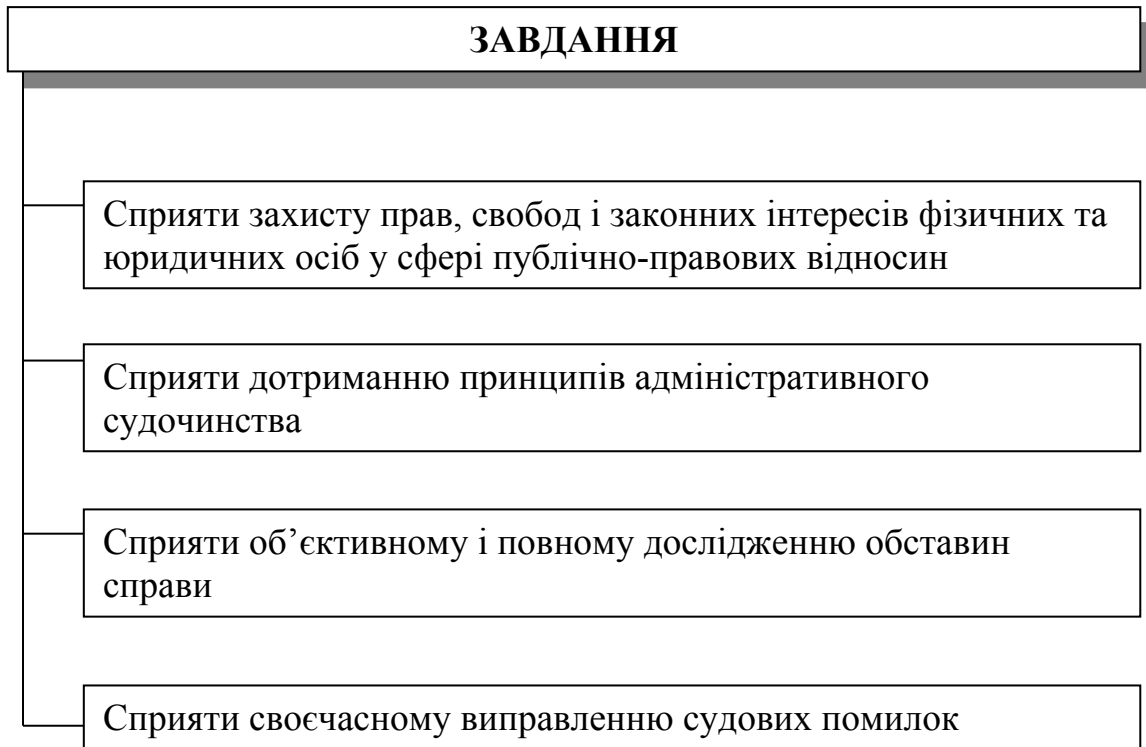 ЗАВДАННЯ
Сприяти захисту прав, свобод і законних інтересів фізичних та
юридичних осіб у сфері публічно-правових відносин
Сприяти дотриманню принципів адміністративного
судочинства
Сприяти об’єктивному і повному дослідженню обставин
справи
Сприяти своєчасному виправленню судових помилок